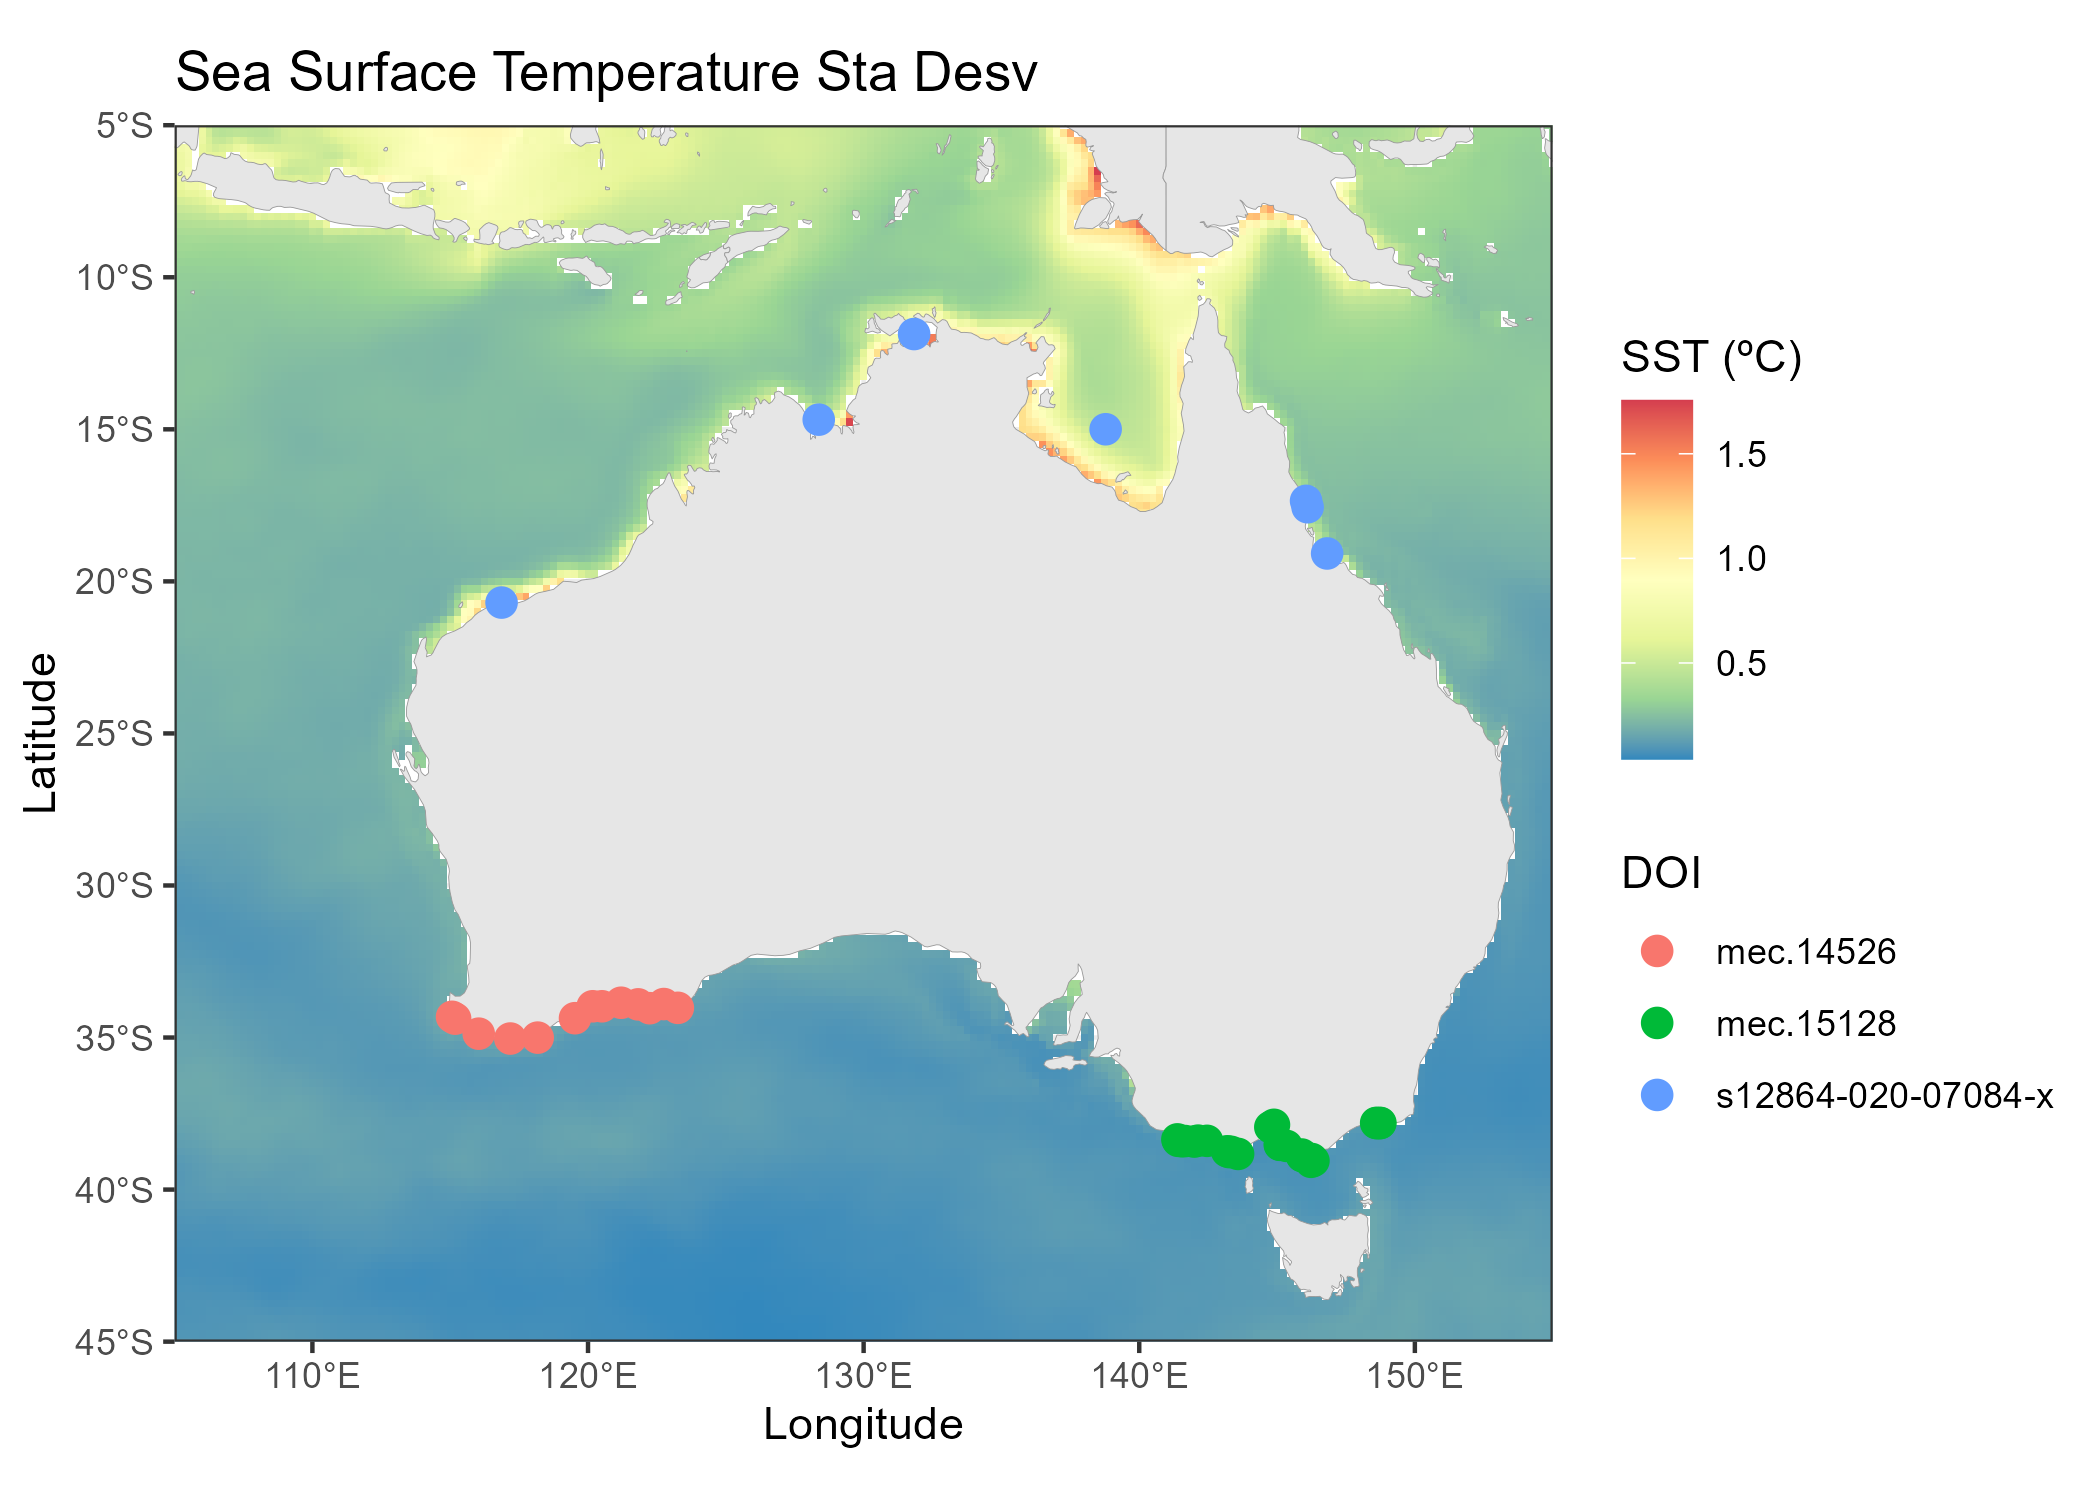 Sea Surface Temperature Sta Desv
5°S
10°S
15°S
20°S
25°S
30°S
35°S
40°S
45°S
Latitude
110°E
120°E
130°E
140°E
150°E
Longitude
SST (ºC)
1.5
1.0
0.5
DOI
mec.14526
mec.15128
s12864-020-07084-x